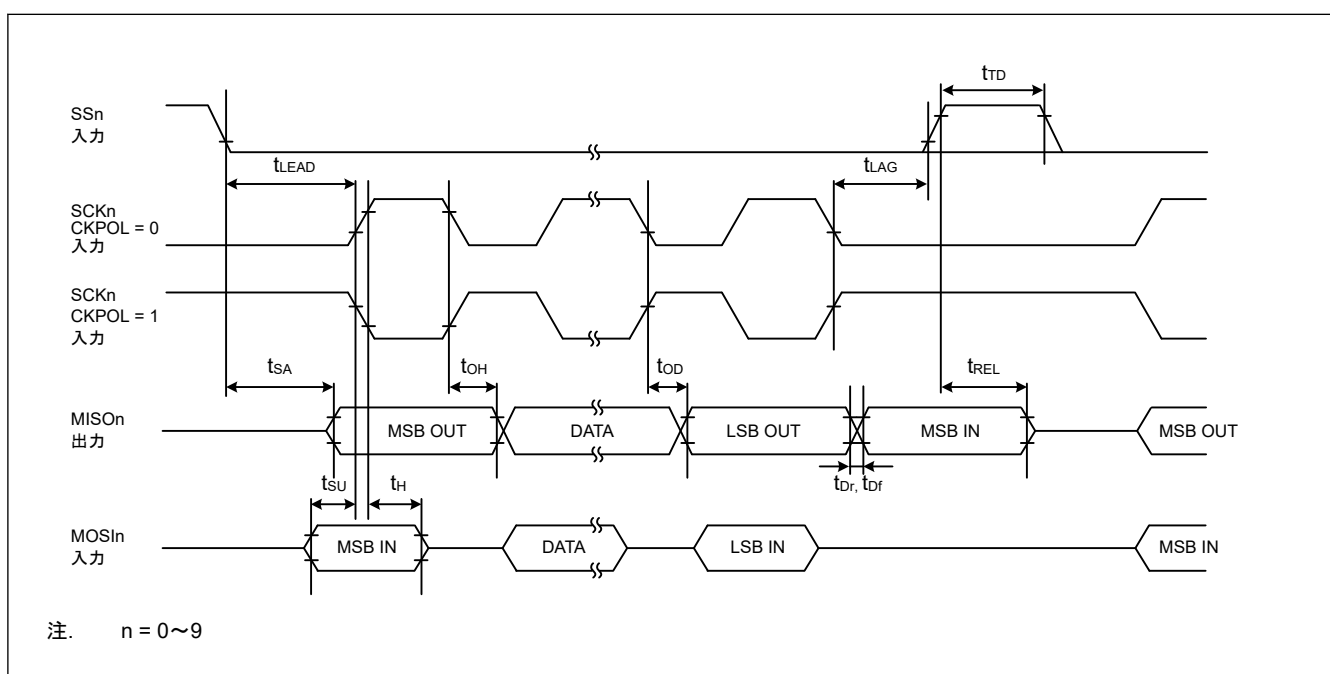 tTD
SSn
入力
tLEAD
tLAG
SCKn
CKPOL = 0
入力
SCKn
CKPOL = 1
入力
tSA
tOH
tOD
tREL
MISOn
出力
MSB OUT
DATA
LSB OUT
MSB IN
MSB OUT
tSU
tH
tDr, tDf
MOSIn
入力
MSB IN
DATA
LSB IN
MSB IN
注. n = 0～9